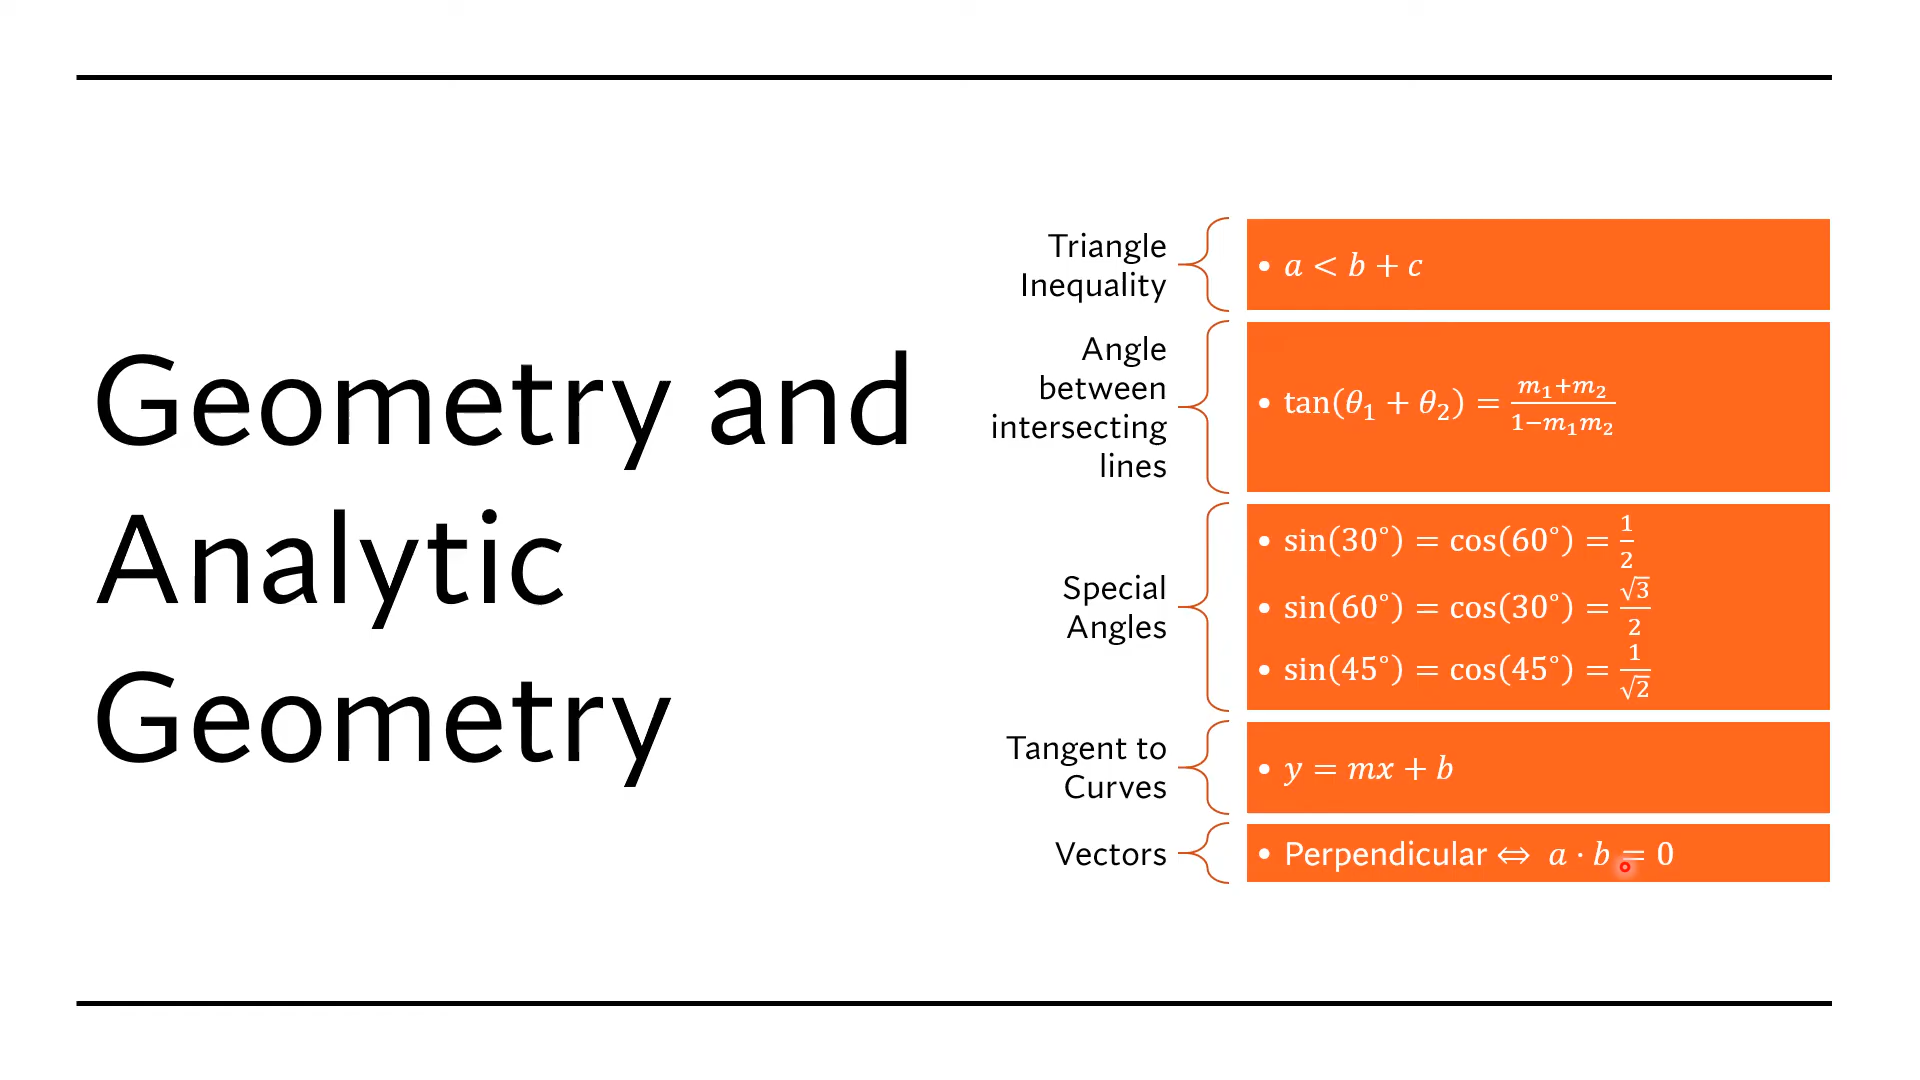 Geometry and
Analytic
Geometry
Triangle
Inequality
• a < b + c
Angle
between
intersecting
lines
• tan(θ₁ + θ₂) = (m₁+m₂)/(1−m₁m₂)
Special
Angles
• sin(30°) = cos(60°) = 1/2
• sin(60°) = cos(30°) = √3/2
• sin(45°) = cos(45°) = 1/√2
Tangent to
Curves
• y = mx + b
Vectors
• Perpendicular ⇔ a · b = 0